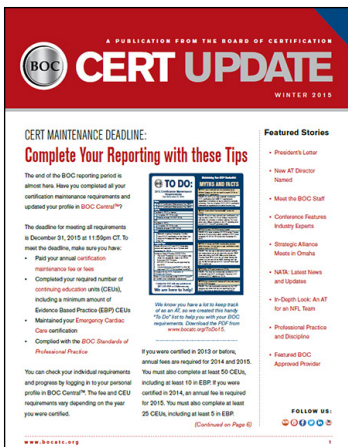 A PUBLICATION FROM THE BOARD OF CERTIFICATION
BOC
CERT UPDATE
WINTER 2015
CERT MAINTENANCE DEADLINE:
Complete Your Reporting with these Tips
The end of the BOC reporting period is
almost here. Have you completed all your
certification maintenance requirements and
updated your profile in BOC Central™?
The deadline for meeting all requirements
is December 31, 2015 at 11:59pm CT. To
meet the deadline, make sure you have:
• Paid your annual certification
maintenance fee or fees
• Completed your required number of
continuing education units (CEUs),
including a minimum amount of
Evidence Based Practice (EBP) CEUs
• Maintained your Emergency Cardiac
Care certification
• Complied with the BOC Standards of
Professional Practice
You can check your individual requirements
and progress by logging in to your personal
profile in BOC Central™. The fee and CEU
requirements vary depending on the year
you were certified.
TO DO:
MYTHS AND FACTS
We are here to help!
We know you have a lot to keep track
of as an AT, so we created this handy
"To Do" list to help you with your BOC
requirements. Download the PDF from
www.bocatc.org/ToDo15.
If you were certified in 2013 or before,
annual fees are required for 2014 and 2015.
You must also complete at least 50 CEUs,
including at least 10 in EBP. If you were
certified in 2014, an annual fee is required
for 2015. You must also complete at least
25 CEUs, including at least 5 in EBP.
(Continued on Page 6)
Featured Stories
• President's Letter
• New AT Director
Named
• Meet the BOC Staff
• Conference Features
Industry Experts
• Strategic Alliance
Meets in Omaha
• NATA: Latest News
and Updates
• In-Depth Look: An AT
for an NFL Team
• Professional Practice
and Discipline
• Featured BOC
Approved Provider
FOLLOW US:
www.bocatc.org
1